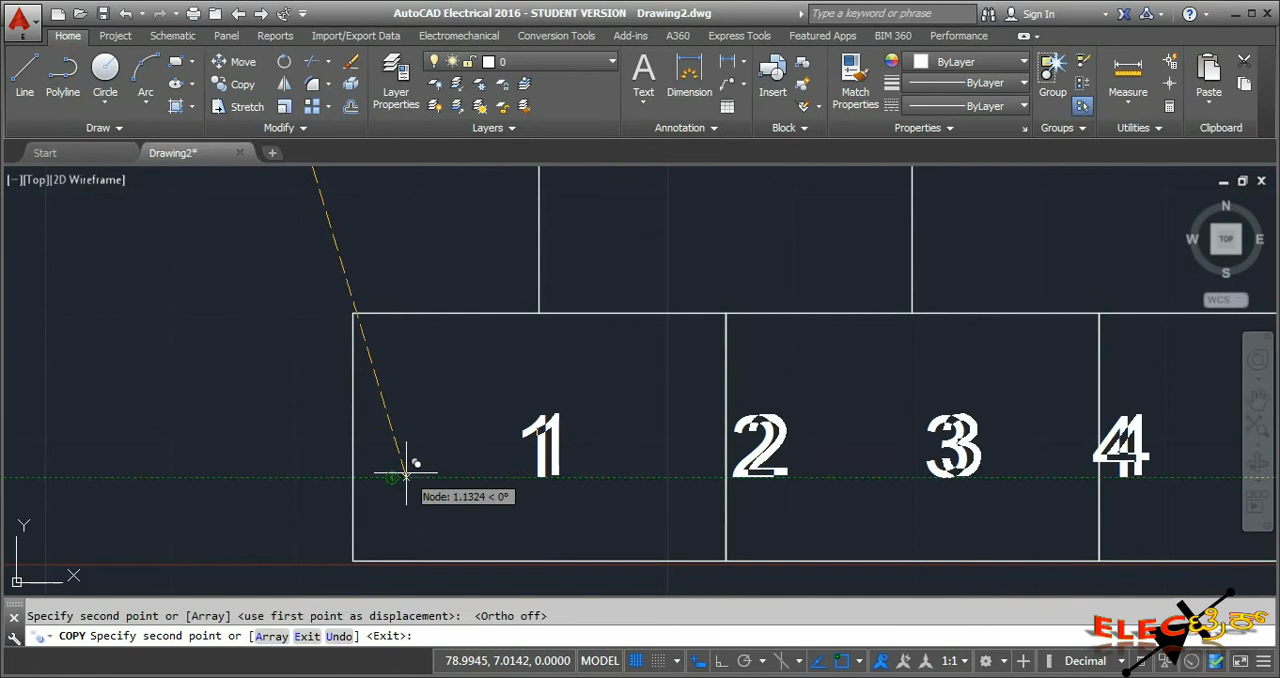 AutoCAD Electrical 2016 - STUDENT VERSION Drawing2.dwg
Type a keyword or phrase
Sign In
Home Project Schematic Panel Reports Import/Export Data Electromechanical Conversion Tools Add-ins A360 Express Tools Featured Apps BIM 360 Performance
Line
Polyline
Circle
Arc
Move
Copy
Stretch
Layer
Properties
0
Text
Dimension
Insert
Match
Properties
ByLayer
ByLayer
ByLayer
Group
Measure
Paste
Draw
Modify
Layers
Annotation
Block
Properties
Groups
Utilities
Clipboard
Start
Drawing2*
[−][Top][2D Wireframe]
N
W
TOP
E
S
WCS
1 2 3 4
Node: 1.1324 < 0°
Y
X
Specify second point or [Array] <use first point as displacement>: <Ortho off>
COPY Specify second point or [Array Exit Undo] <Exit>:
78.9945, 7.0142, 0.0000
MODEL
1:1
Decimal